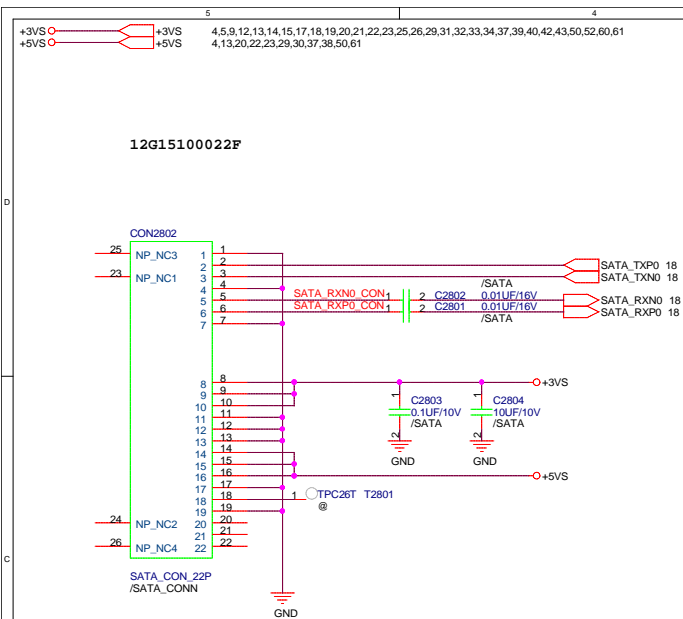 5 4
+3VS +3VS 4,5,9,12,13,14,15,17,18,19,20,21,22,23,25,26,29,31,32,33,34,37,39,40,42,43,50,52,60,61
+5VS +5VS 4,13,20,22,23,29,30,37,38,50,61
12G15100022F
D
CON2802
25 NP_NC3 1 1
2 2 SATA_TXP0 18
23 NP_NC1 3 3 SATA_TXN0 18
4 4 /SATA
5 5 SATA_RXN0_CON 1 2 C2802 0.01UF/16V SATA_RXN0 18
6 6 SATA_RXP0_CON 1 2 C2801 0.01UF/16V SATA_RXP0 18
7 7 /SATA
8 8 +3VS
9 9
10 10 1 C2803 1 C2804
11 11 0.1UF/10V 10UF/10V
12 12 /SATA /SATA
13 13 2 2
14 14 GND GND
15 15
16 16 +5VS
17 17
18 18 1 TPC26T T2801
19 19 @
24 NP_NC2 20 20
21 21
26 NP_NC4 22 22
C
SATA_CON_22P
/SATA_CONN
GND